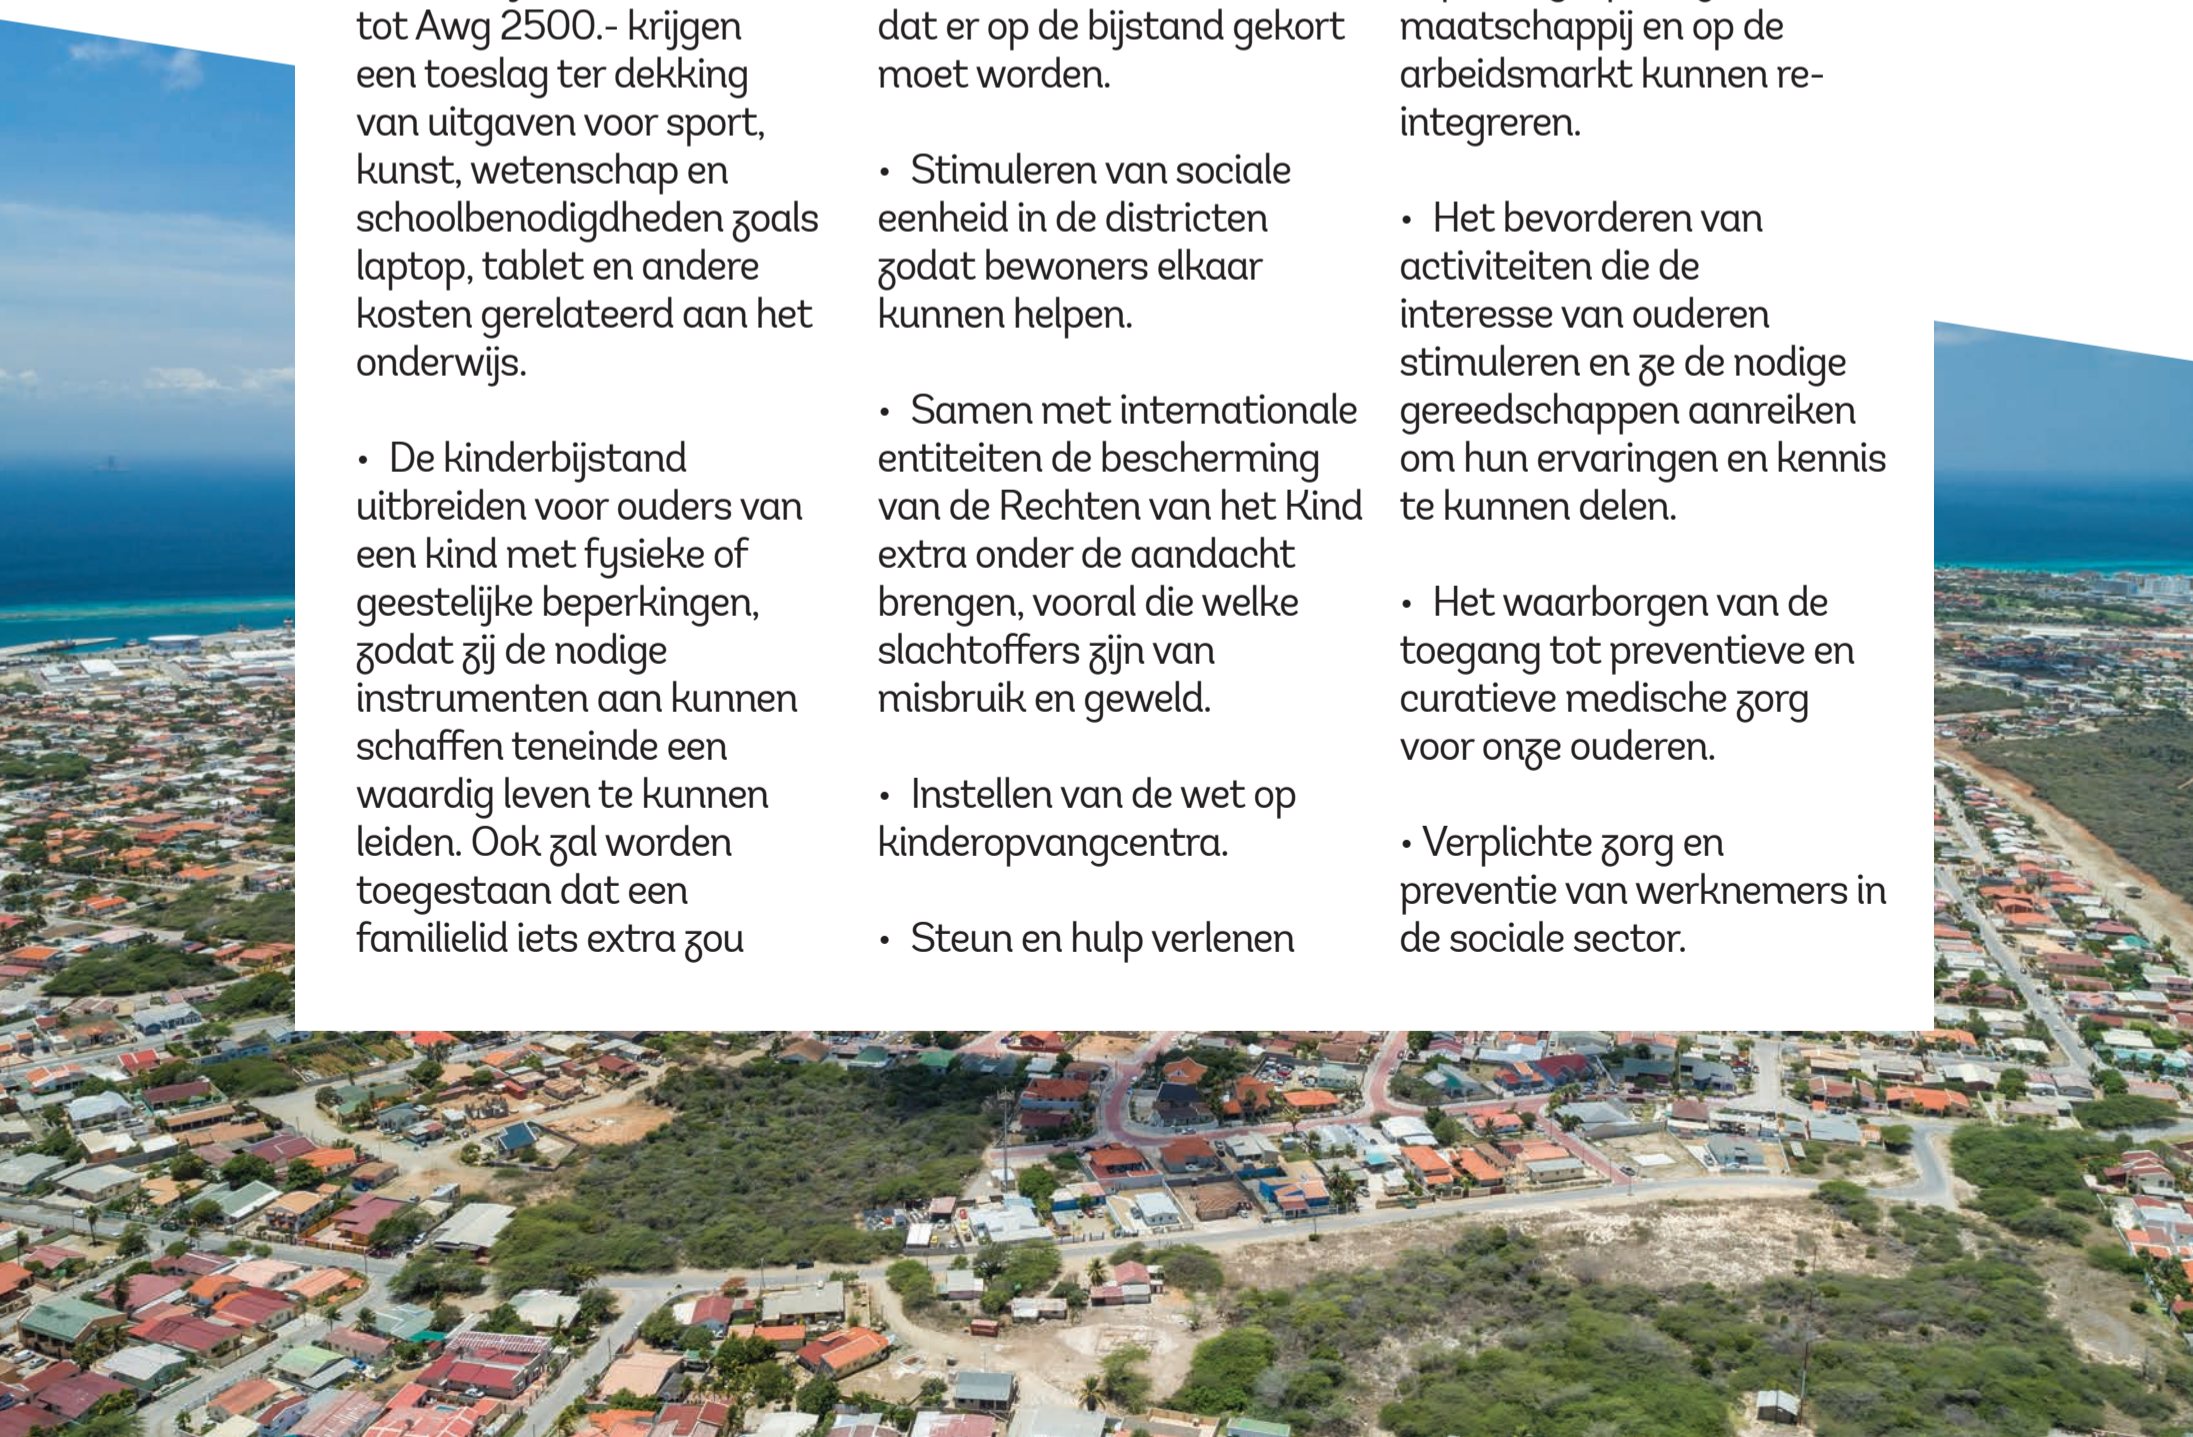 tot Awg 2500.- krijgen
een toeslag ter dekking
van uitgaven voor sport,
kunst, wetenschap en
schoolbenodigdheden zoals
laptop, tablet en andere
kosten gerelateerd aan het
onderwijs.
• De kinderbijstand
uitbreiden voor ouders van
een kind met fysieke of
geestelijke beperkingen,
zodat zij de nodige
instrumenten aan kunnen
schaffen teneinde een
waardig leven te kunnen
leiden. Ook zal worden
toegestaan dat een
familielid iets extra zou
dat er op de bijstand gekort
moet worden.
• Stimuleren van sociale
eenheid in de districten
zodat bewoners elkaar
kunnen helpen.
• Samen met internationale
entiteiten de bescherming
van de Rechten van het Kind
extra onder de aandacht
brengen, vooral die welke
slachtoffers zijn van
misbruik en geweld.
• Instellen van de wet op
kinderopvangcentra.
• Steun en hulp verlenen
maatschappij en op de
arbeidsmarkt kunnen re-
integreren.
• Het bevorderen van
activiteiten die de
interesse van ouderen
stimuleren en ze de nodige
gereedschappen aanreiken
om hun ervaringen en kennis
te kunnen delen.
• Het waarborgen van de
toegang tot preventieve en
curatieve medische zorg
voor onze ouderen.
• Verplichte zorg en
preventie van werknemers in
de sociale sector.